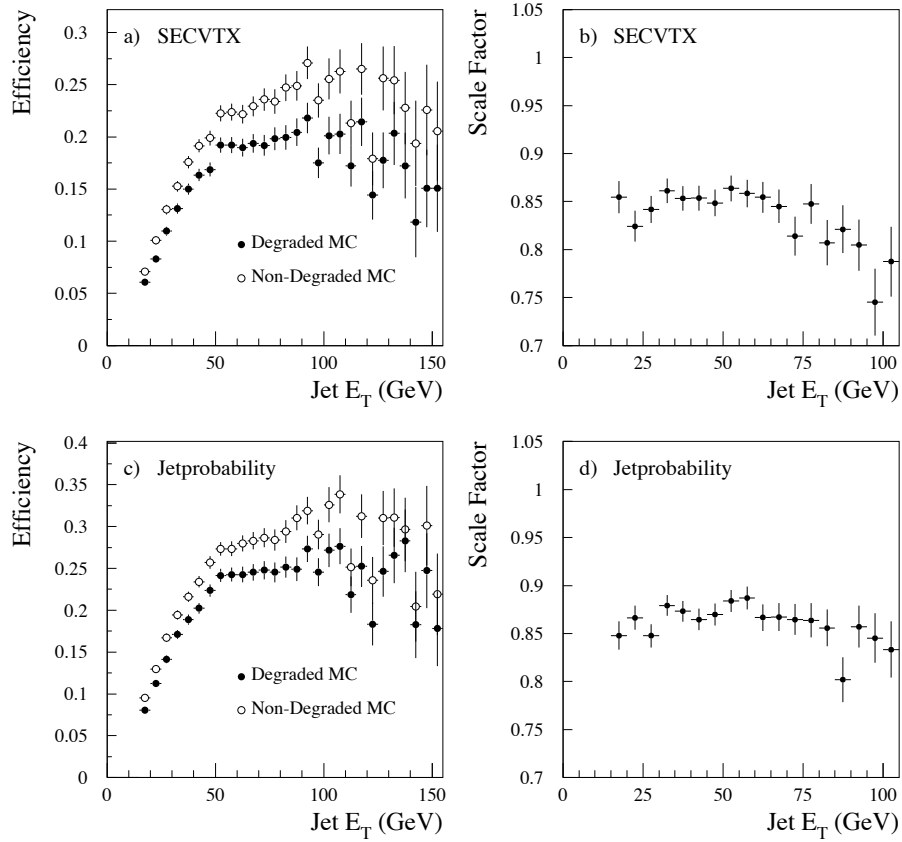 a) SECVTX
Efficiency
0.3
0.25
0.2
0.15
0.1
0.05
0
Degraded MC
Non-Degraded MC
0 50 100 150
Jet E_T (GeV)
b) SECVTX
Scale Factor
1.05
1
0.95
0.9
0.85
0.8
0.75
0.7
0 25 50 75 100
Jet E_T (GeV)
c) Jetprobability
Efficiency
0.4
0.35
0.3
0.25
0.2
0.15
0.1
0.05
0
Degraded MC
Non-Degraded MC
0 50 100 150
Jet E_T (GeV)
d) Jetprobability
Scale Factor
1.05
1
0.95
0.9
0.85
0.8
0.75
0.7
0 25 50 75 100
Jet E_T (GeV)